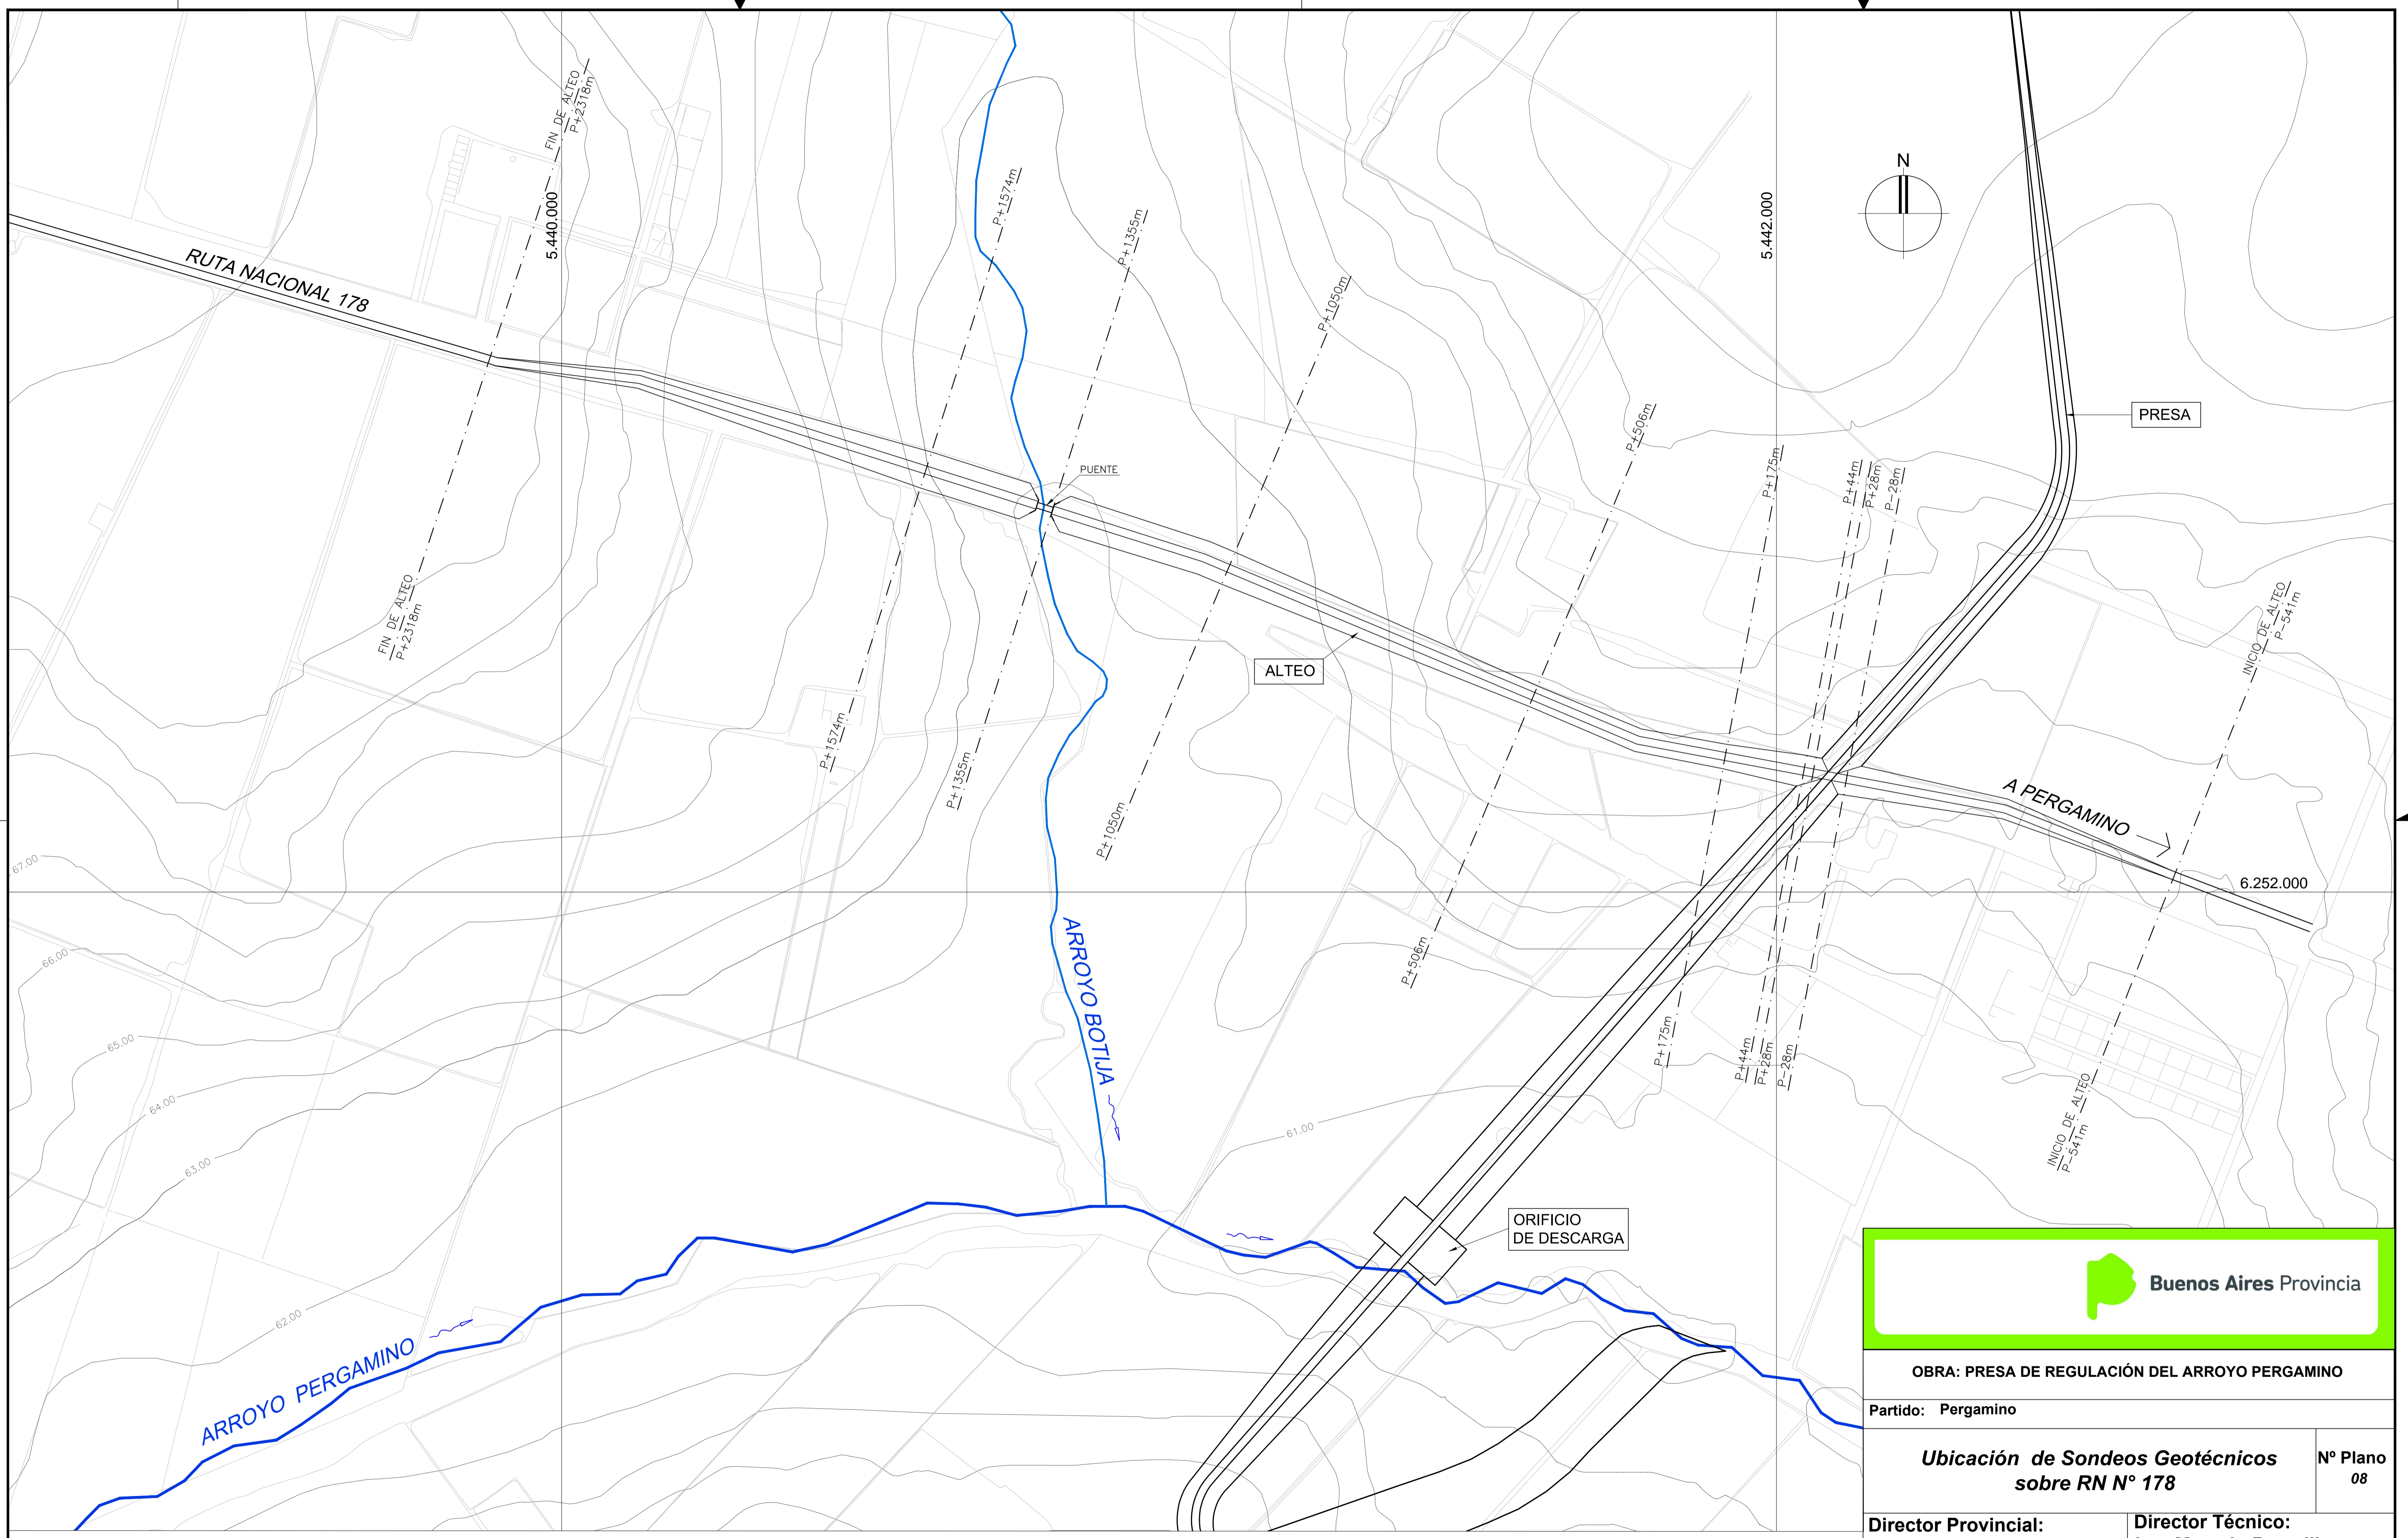 FIN DE ALTEO
P+2318m
5.440.000
P+1574m
P+1355m
5.442.000
N
RUTA NACIONAL 178
P+1050m
P+506m
PRESA
P+175m
P+44m
P+28m
P-28m
PUENTE
FIN DE ALTEO
P+2318m
INICIO DE ALTEO
P-541m
ALTEO
P+1574m
P+1355m
P+1050m
A PERGAMINO
67.00
6.252.000
66.00
P+506m
ARROYO BOTIJA
65.00
P+175m
P+44m
P+28m
P-28m
64.00
61.00
INICIO DE ALTEO
P-541m
63.00
ORIFICIO
DE DESCARGA
62.00
ARROYO PERGAMINO
Buenos Aires Provincia
OBRA: PRESA DE REGULACIÓN DEL ARROYO PERGAMINO
Partido: Pergamino
Ubicación de Sondeos Geotécnicos
sobre RN N° 178
Nº Plano
08
Director Provincial:
Director Técnico: